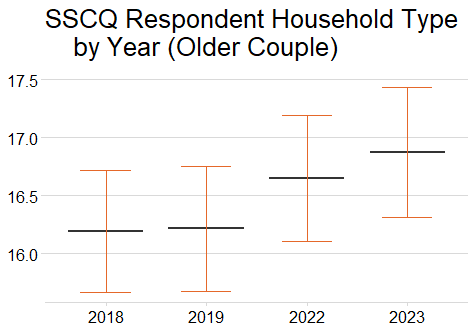 SSCQ Respondent Household Type
by Year (Older Couple)
17.5
17.0
16.5
16.0
2018 2019 2022 2023